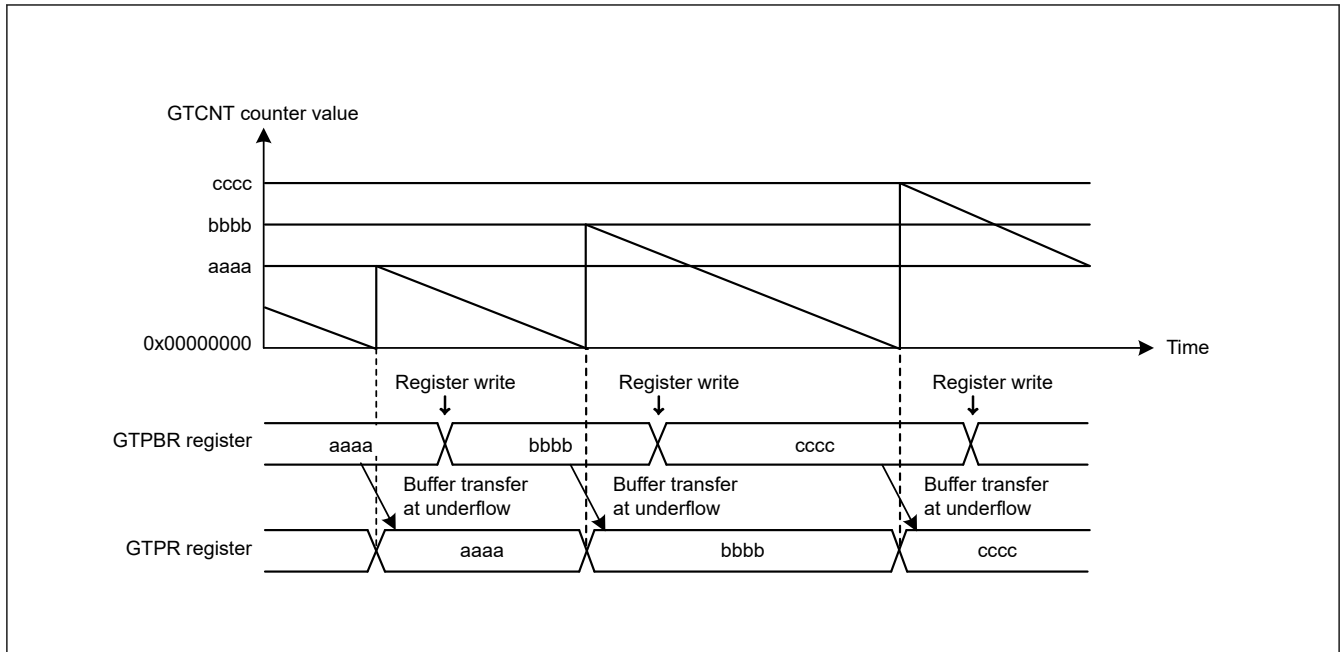 GTCNT counter value
cccc
bbbb
aaaa
0x00000000
Time
Register write
Register write
Register write
GTPBR register
aaaa
bbbb
cccc
Buffer transfer
at underflow
Buffer transfer
at underflow
Buffer transfer
at underflow
GTPR register
aaaa
bbbb
cccc